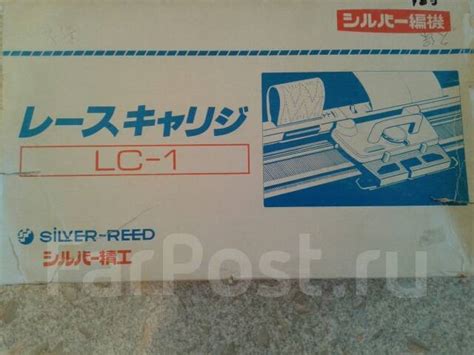 シルバー編機
レースキャリジ
LC-1
SILVER-REED
シルバー精工
FarPost.ru